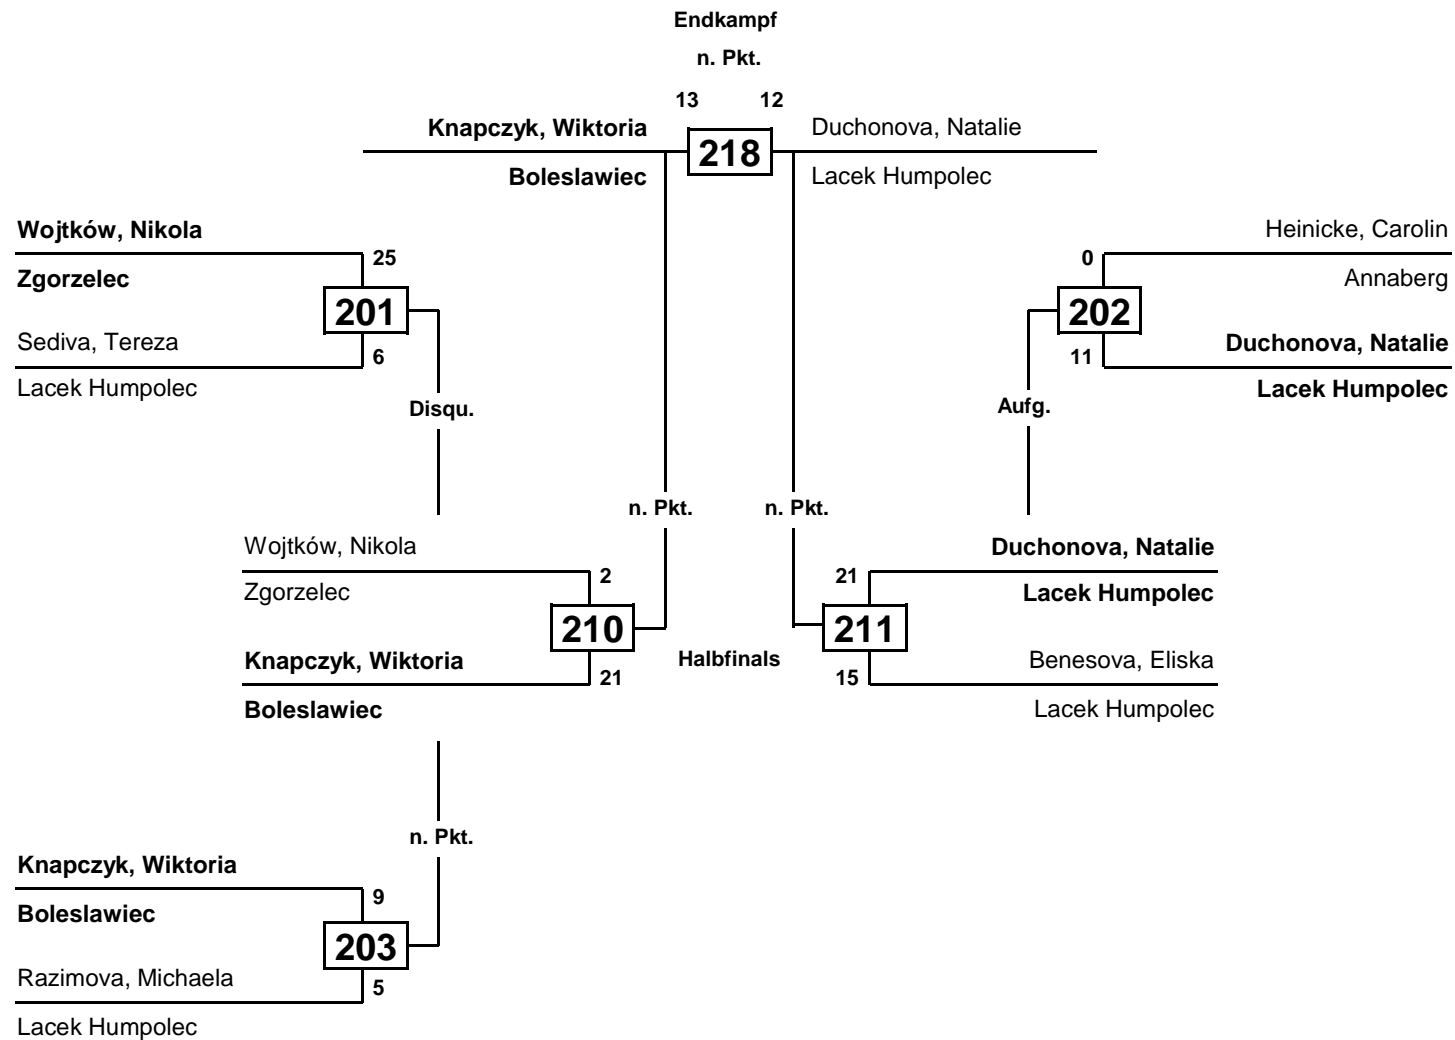 Endkampf
n. Pkt.
13 12
Knapczyk, Wiktoria 218 Duchonova, Natalie
Boleslawiec Lacek Humpolec
Wojtków, Nikola Heinicke, Carolin
25 0
Zgorzelec Annaberg
201 202
Sediva, Tereza Duchonova, Natalie
6 11
Lacek Humpolec Lacek Humpolec
Disqu. Aufg.
n. Pkt. n. Pkt.
Wojtków, Nikola Duchonova, Natalie
2 21
Zgorzelec Lacek Humpolec
210 211
Knapczyk, Wiktoria Halbfinals Benesova, Eliska
21 15
Boleslawiec Lacek Humpolec
n. Pkt.
Knapczyk, Wiktoria
9
Boleslawiec
203
Razimova, Michaela
5
Lacek Humpolec